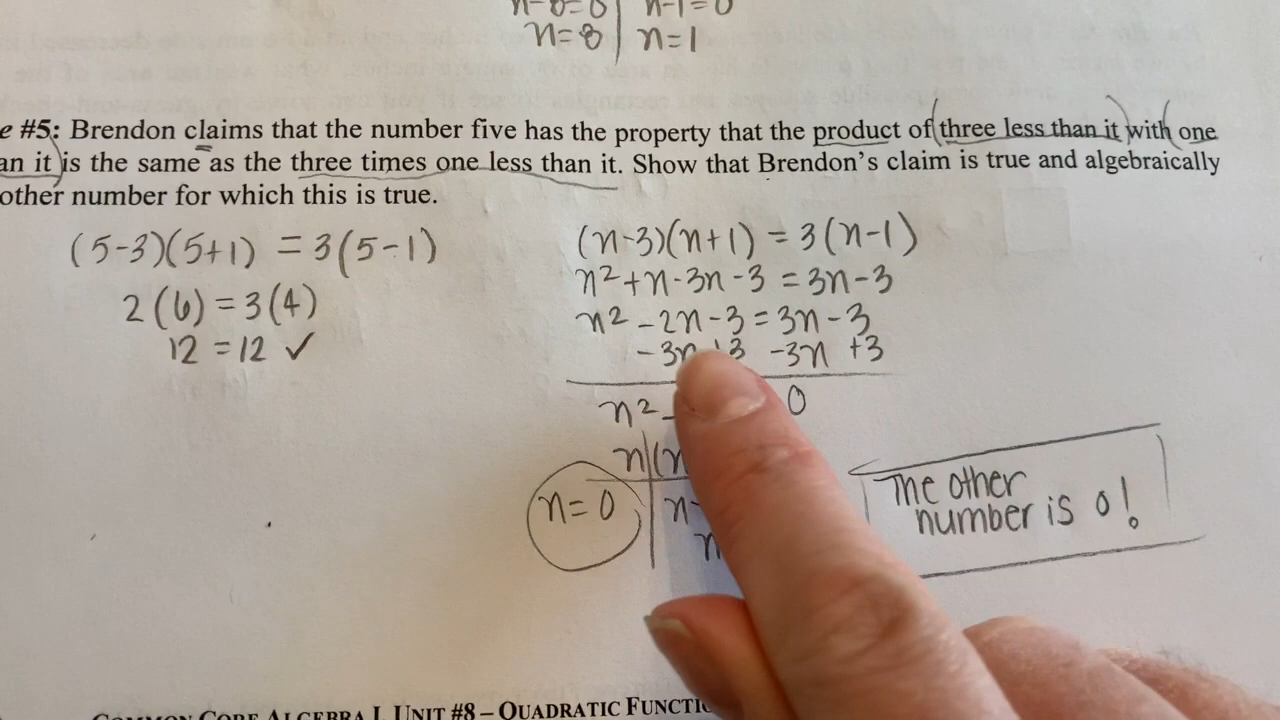 n=8 | n=1
#5: Brendon claims that the number five has the property that the product of (three less than it) with (one
an it) is the same as the three times one less than it. Show that Brendon's claim is true and algebraically
other number for which this is true.
(5-3)(5+1) = 3(5-1)
2(6) = 3(4)
12 = 12 ✓
(n-3)(n+1) = 3(n-1)
n²+n-3n-3 = 3n-3
n²-2n-3 = 3n-3
-3n +3 -3n +3
n² 0
n(n
n=0 | n-
n
The other
number is 0!
COMMON CORE ALGEBRA I, UNIT #8 – QUADRATIC